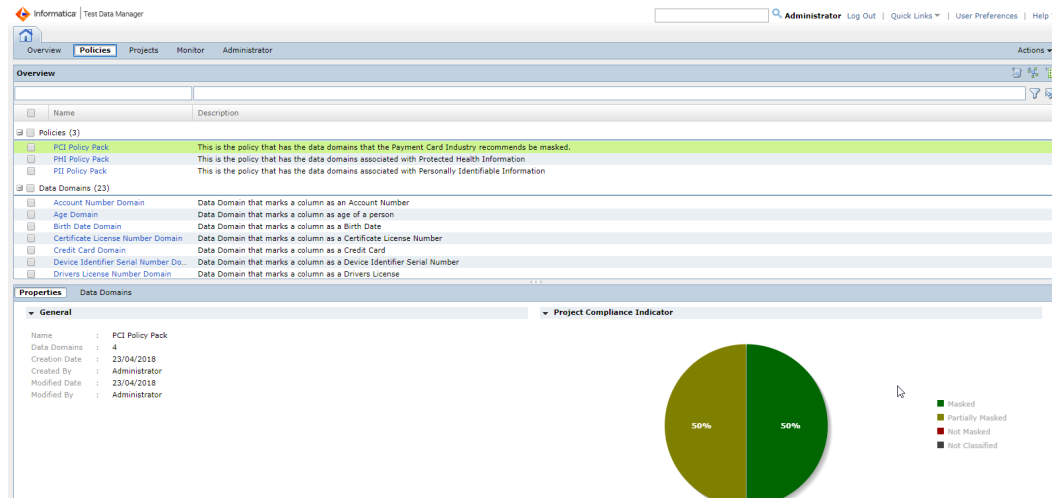 Informatica Test Data Manager
Administrator Log Out | Quick Links | User Preferences | Help
Overview Policies Projects Monitor Administrator Actions
Overview
Name Description
Policies (3)
PCI Policy Pack This is the policy that has the data domains that the Payment Card Industry recommends be masked.
PHI Policy Pack This is the policy that has the data domains associated with Protected Health Information
PII Policy Pack This is the policy that has the data domains associated with Personally Identifiable Information
Data Domains (23)
Account Number Domain Data Domain that marks a column as an Account Number
Age Domain Data Domain that marks a column as age of a person
Birth Date Domain Data Domain that marks a column as a Birth Date
Certificate License Number Domain Data Domain that marks a column as a Certificate License Number
Credit Card Domain Data Domain that marks a column as a Credit Card
Device Identifier Serial Number Do... Data Domain that marks a column as a Device Identifier Serial Number
Drivers License Number Domain Data Domain that marks a column as a Drivers License
Properties Data Domains
General Project Compliance Indicator
Name : PCI Policy Pack
Data Domains : 4
Creation Date : 23/04/2018
Created By : Administrator
Modified Date : 23/04/2018
Modified By : Administrator
50% 50%
Masked
Partially Masked
Not Masked
Not Classified